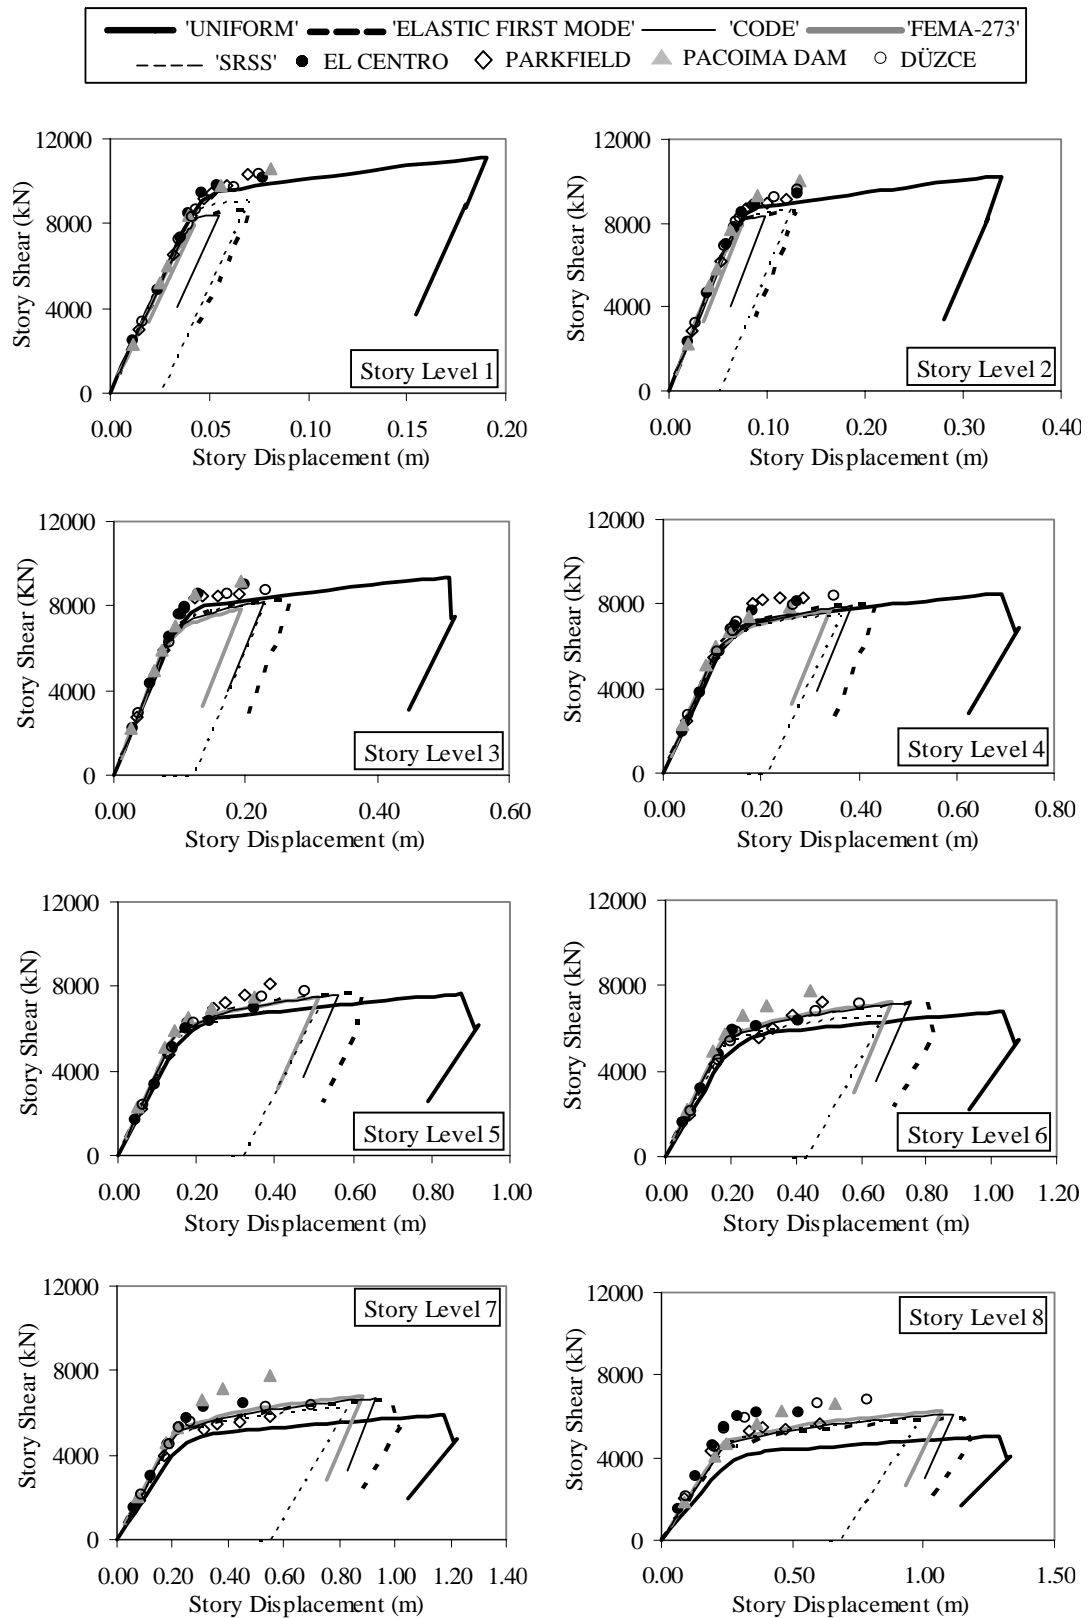 'UNIFORM' 'ELASTIC FIRST MODE' 'CODE' 'FEMA-273'
'SRSS' EL CENTRO PARKFIELD PACOIMA DAM DÜZCE
12000
8000
4000
0
Story Shear (kN)
Story Level 1
0.00 0.05 0.10 0.15 0.20
Story Displacement (m)
12000
8000
4000
0
Story Shear (kN)
Story Level 2
0.00 0.10 0.20 0.30 0.40
Story Displacement (m)
12000
8000
4000
0
Story Shear (KN)
Story Level 3
0.00 0.20 0.40 0.60
Story Displacement (m)
12000
8000
4000
0
Story Shear (kN)
Story Level 4
0.00 0.20 0.40 0.60 0.80
Story Displacement (m)
12000
8000
4000
0
Story Shear (kN)
Story Level 5
0.00 0.20 0.40 0.60 0.80 1.00
Story Displacement (m)
12000
8000
4000
0
Story Shear (kN)
Story Level 6
0.00 0.20 0.40 0.60 0.80 1.00 1.20
Story Displacement (m)
12000
8000
4000
0
Story Shear (kN)
Story Level 7
0.00 0.20 0.40 0.60 0.80 1.00 1.20 1.40
Story Displacement (m)
12000
8000
4000
0
Story Shear (kN)
Story Level 8
0.00 0.50 1.00 1.50
Story Displacement (m)